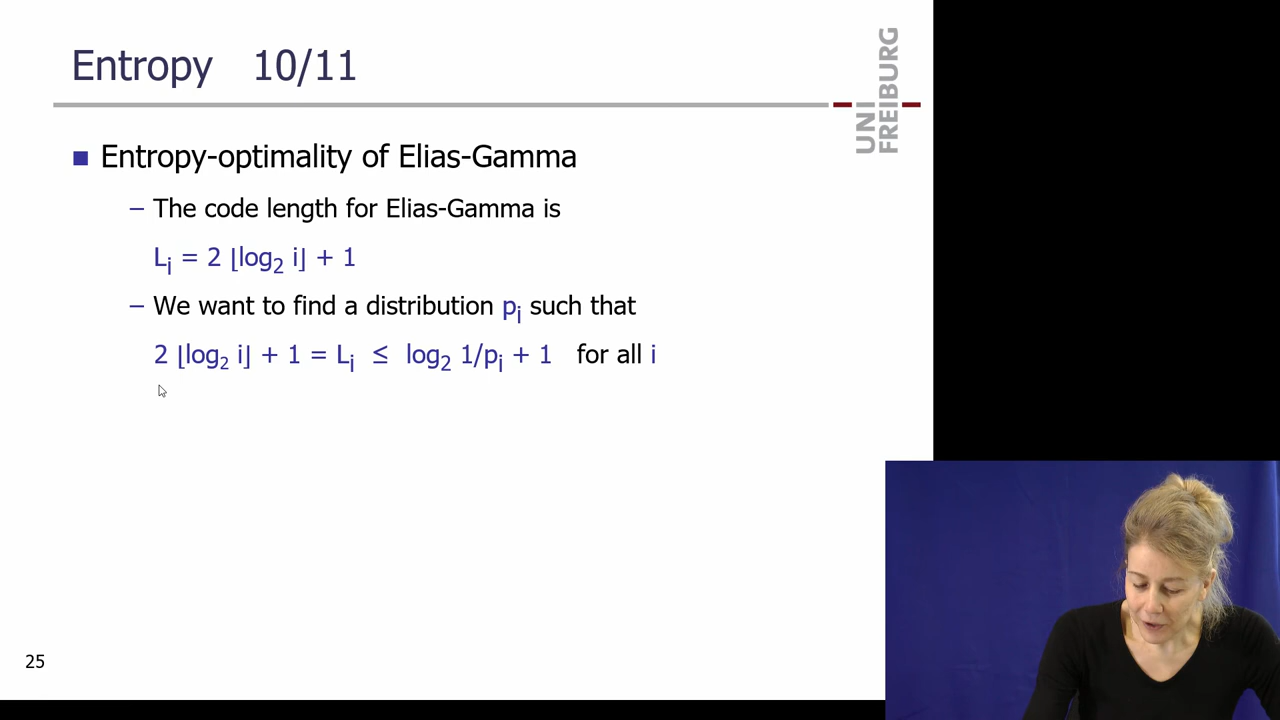 Entropy 10/11
UNI
FREIBURG
■ Entropy-optimality of Elias-Gamma
– The code length for Elias-Gamma is
Lᵢ = 2 ⌊log₂ i⌋ + 1
– We want to find a distribution pᵢ such that
2 ⌊log₂ i⌋ + 1 = Lᵢ ≤ log₂ 1/pᵢ + 1 for all i
25